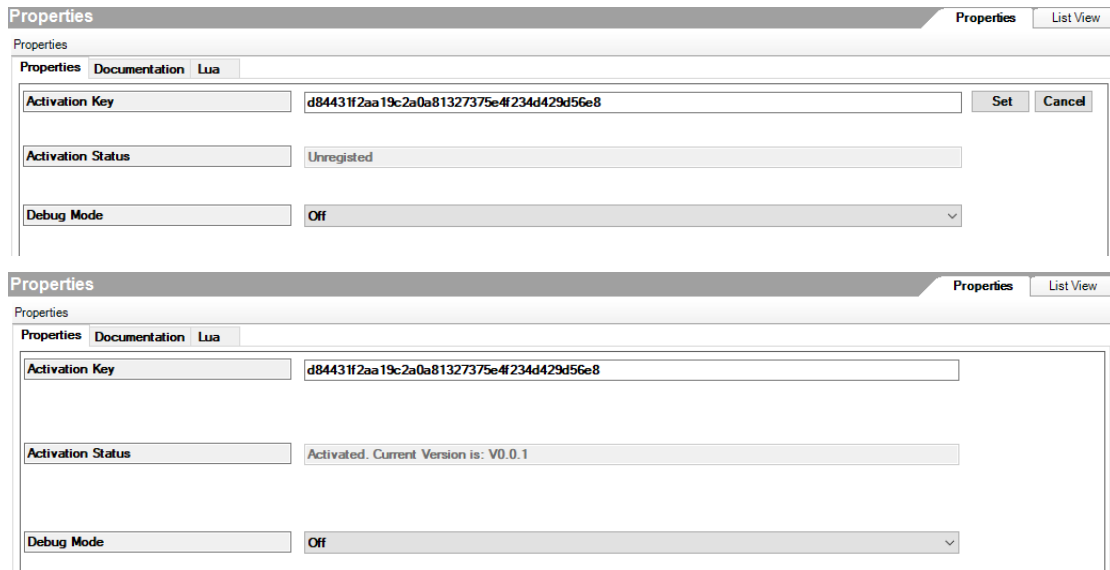 Properties Properties List View
Properties
Properties Documentation Lua
Activation Key d84431f2aa19c2a0a81327375e4f234d429d56e8 Set Cancel
Activation Status Unregisted
Debug Mode Off
Properties Properties List View
Properties
Properties Documentation Lua
Activation Key d84431f2aa19c2a0a81327375e4f234d429d56e8
Activation Status Activated. Current Version is: V0.0.1
Debug Mode Off